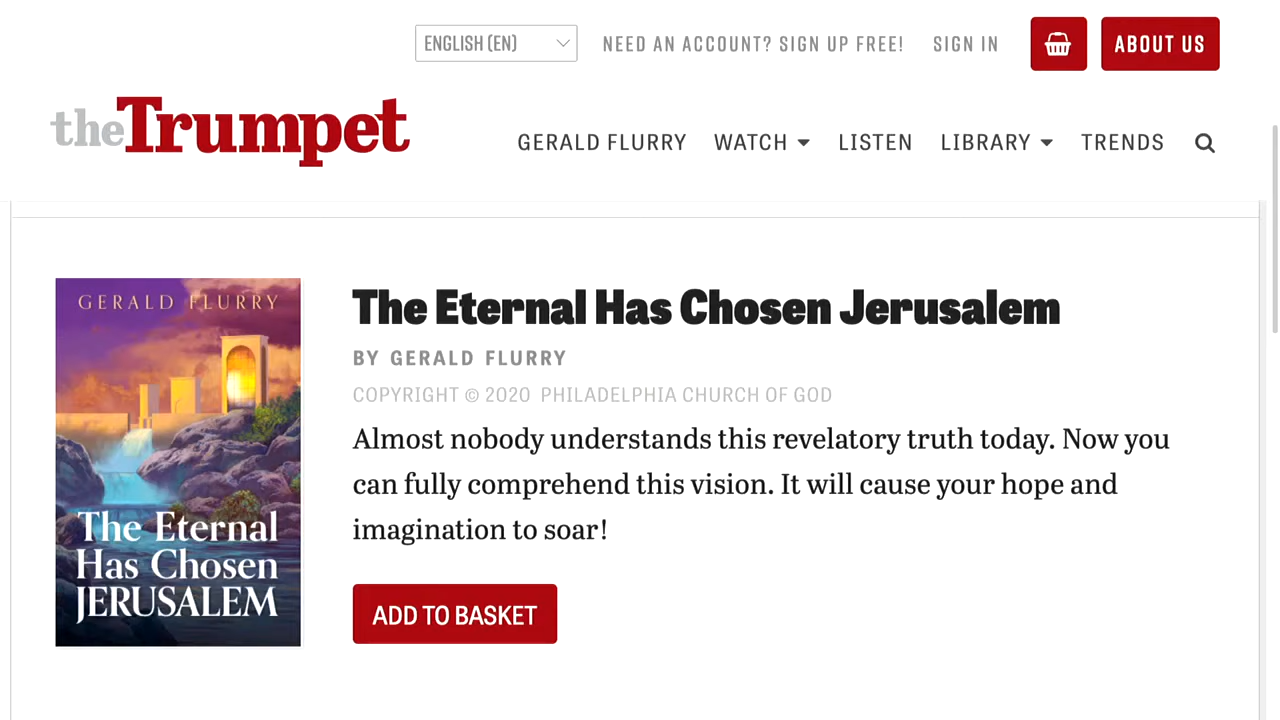 ENGLISH (EN)
NEED AN ACCOUNT? SIGN UP FREE!
SIGN IN
ABOUT US
theTrumpet
GERALD FLURRY
WATCH
LISTEN
LIBRARY
TRENDS
GERALD FLURRY
The Eternal
Has Chosen
JERUSALEM
The Eternal Has Chosen Jerusalem
BY GERALD FLURRY
COPYRIGHT © 2020 PHILADELPHIA CHURCH OF GOD
Almost nobody understands this revelatory truth today. Now you
can fully comprehend this vision. It will cause your hope and
imagination to soar!
ADD TO BASKET